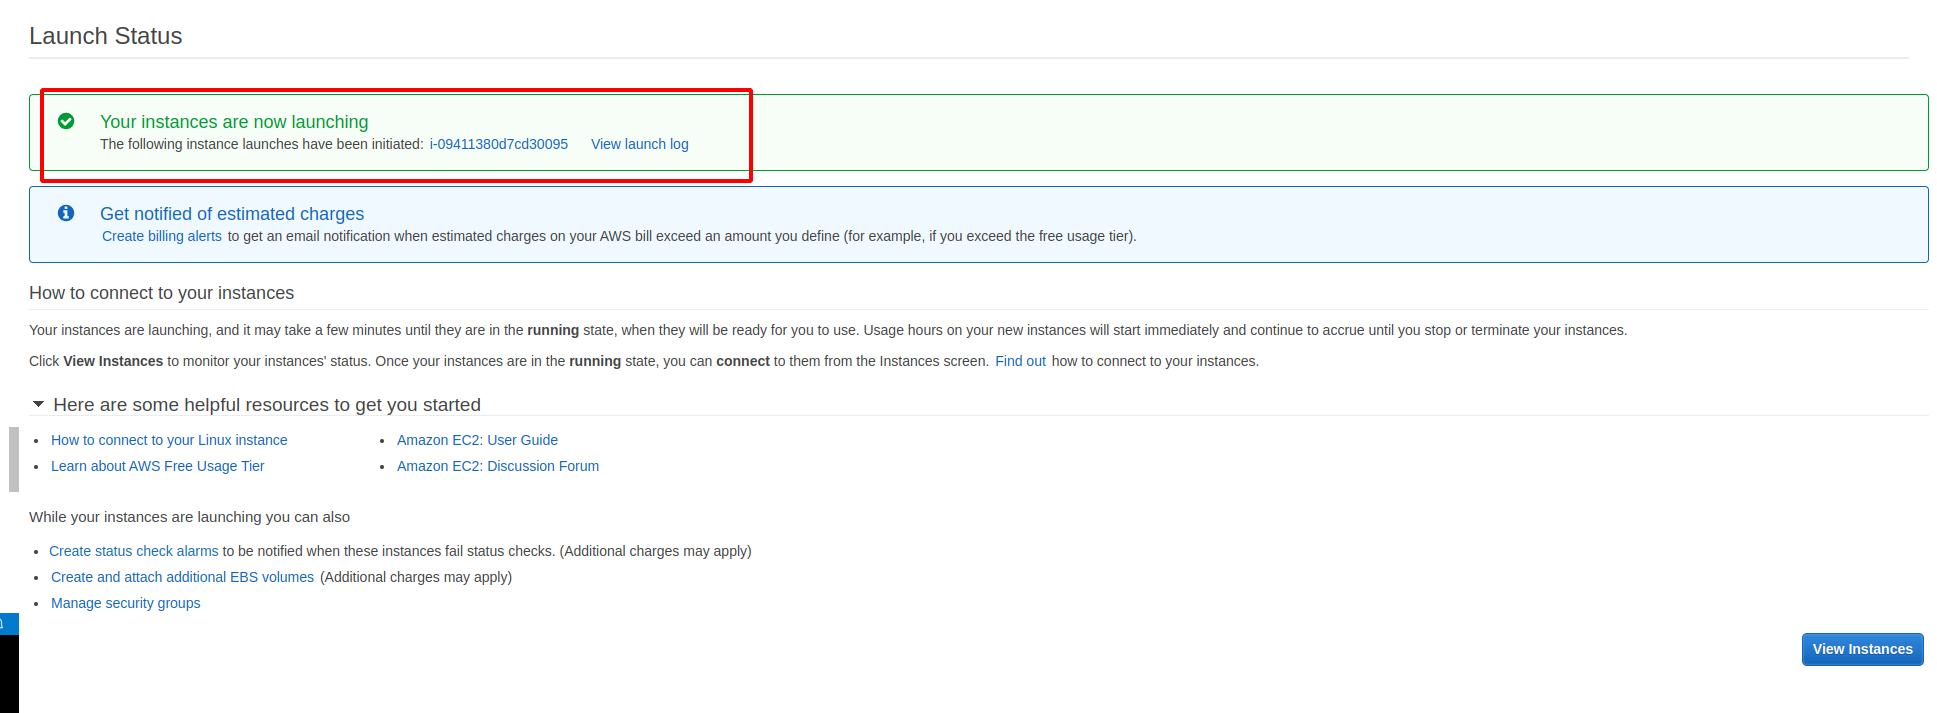 Launch Status
Your instances are now launching
The following instance launches have been initiated: i-09411380d7cd30095 View launch log
Get notified of estimated charges
Create billing alerts to get an email notification when estimated charges on your AWS bill exceed an amount you define (for example, if you exceed the free usage tier).
How to connect to your instances
Your instances are launching, and it may take a few minutes until they are in the running state, when they will be ready for you to use. Usage hours on your new instances will start immediately and continue to accrue until you stop or terminate your instances.
Click View Instances to monitor your instances' status. Once your instances are in the running state, you can connect to them from the Instances screen. Find out how to connect to your instances.
Here are some helpful resources to get you started
• How to connect to your Linux instance
• Learn about AWS Free Usage Tier
• Amazon EC2: User Guide
• Amazon EC2: Discussion Forum
While your instances are launching you can also
• Create status check alarms to be notified when these instances fail status checks. (Additional charges may apply)
• Create and attach additional EBS volumes (Additional charges may apply)
• Manage security groups
View Instances